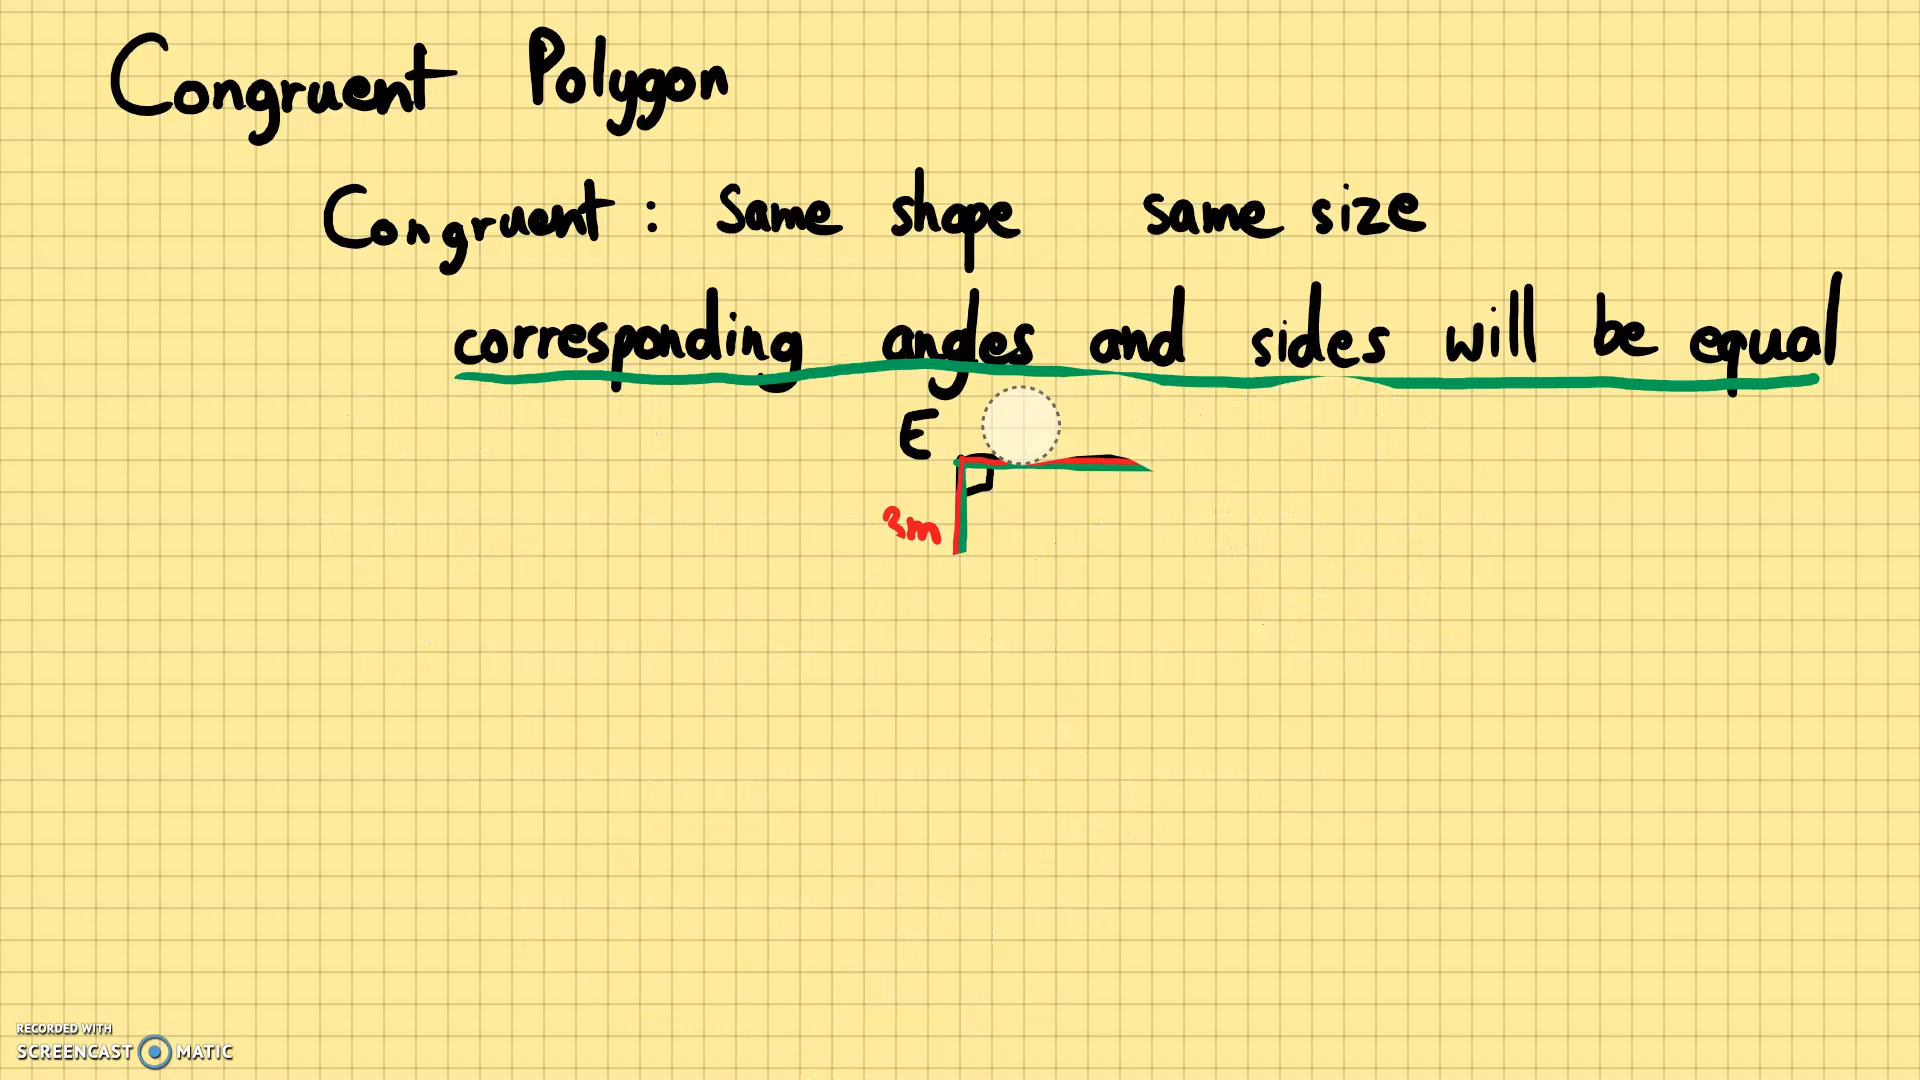 Congruent Polygon
Congruent : Same shape same size
corresponding angles and sides will be equal
E
3m
RECORDED WITH
SCREENCAST MATIC